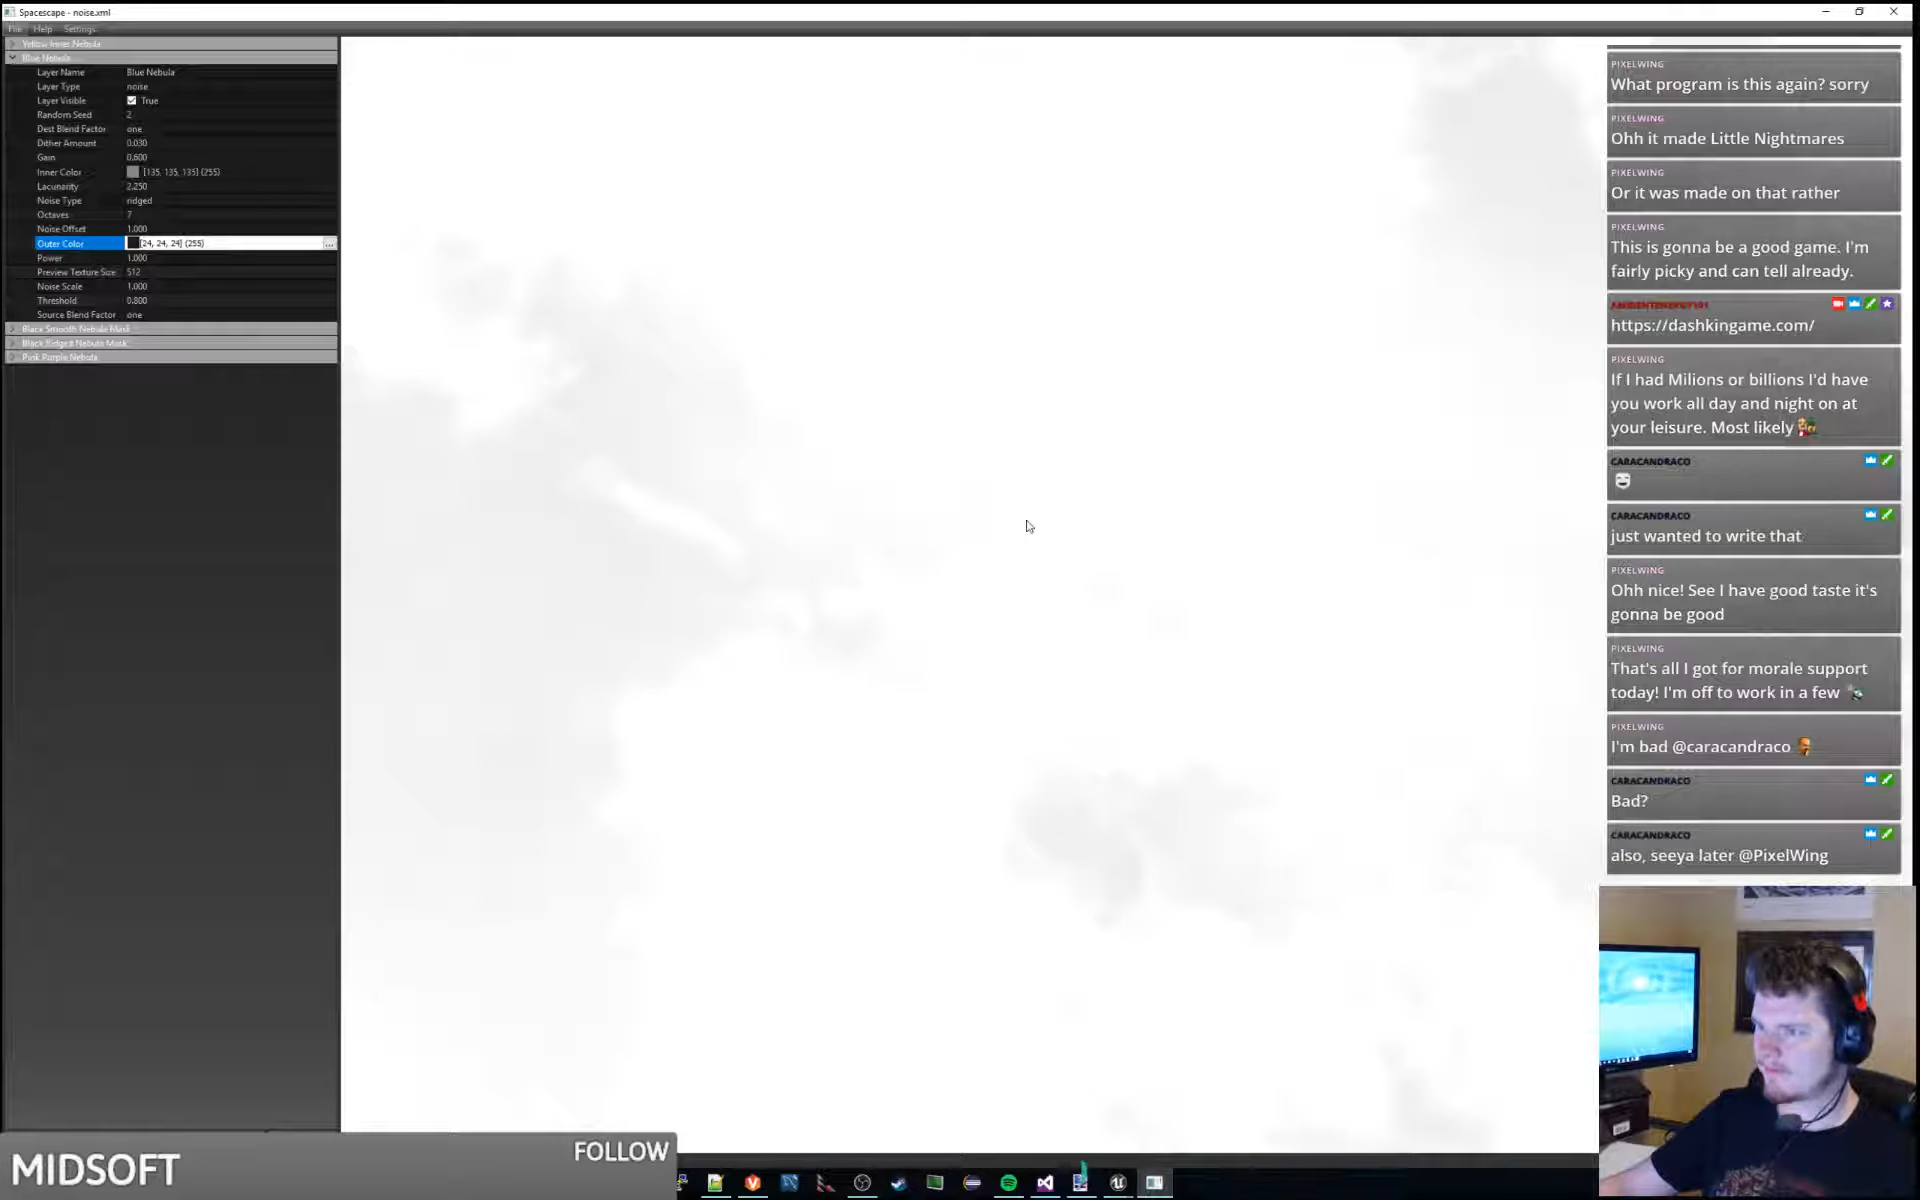 Spacescape - noise.xml
File Help Settings
Yellow Inner Nebula
Blue Nebula
Layer Name Blue Nebula
Layer Type noise
Layer Visible True
Random Seed 2
Dest Blend Factor one
Dither Amount 0.030
Gain 0.600
Inner Color [135, 135, 135] (255)
Lacunarity 2.250
Noise Type ridged
Octaves 7
Noise Offset 1.000
Outer Color [24, 24, 24] (255) ...
Power 1.000
Preview Texture Size 512
Noise Scale 1.000
Threshold 0.800
Source Blend Factor one
Black Smooth Nebula Mask
Black Ridged Nebula Mask
Pink Purple Nebula
PIXELWING
What program is this again? sorry
PIXELWING
Ohh it made Little Nightmares
PIXELWING
Or it was made on that rather
PIXELWING
This is gonna be a good game. I'm
fairly picky and can tell already.
https://dashkingame.com/
PIXELWING
If I had Milions or billions I'd have
you work all day and night on at
your leisure. Most likely
CARACANDRACO
CARACANDRACO
just wanted to write that
PIXELWING
Ohh nice! See I have good taste it's
gonna be good
PIXELWING
That's all I got for morale support
today! I'm off to work in a few
PIXELWING
I'm bad @caracandraco
CARACANDRACO
Bad?
CARACANDRACO
also, seeya later @PixelWing
FOLLOW
MIDSOFT